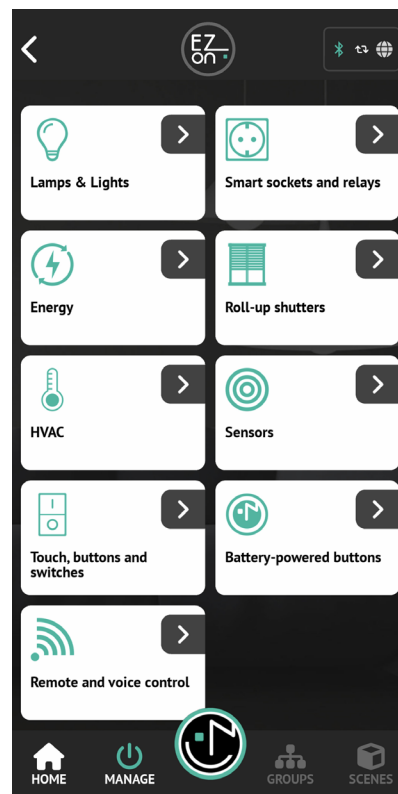 EZ
on
Lamps & Lights
Smart sockets and relays
Energy
Roll-up shutters
HVAC
Sensors
Touch, buttons and
switches
Battery-powered buttons
Remote and voice control
HOME
MANAGE
GROUPS
SCENES